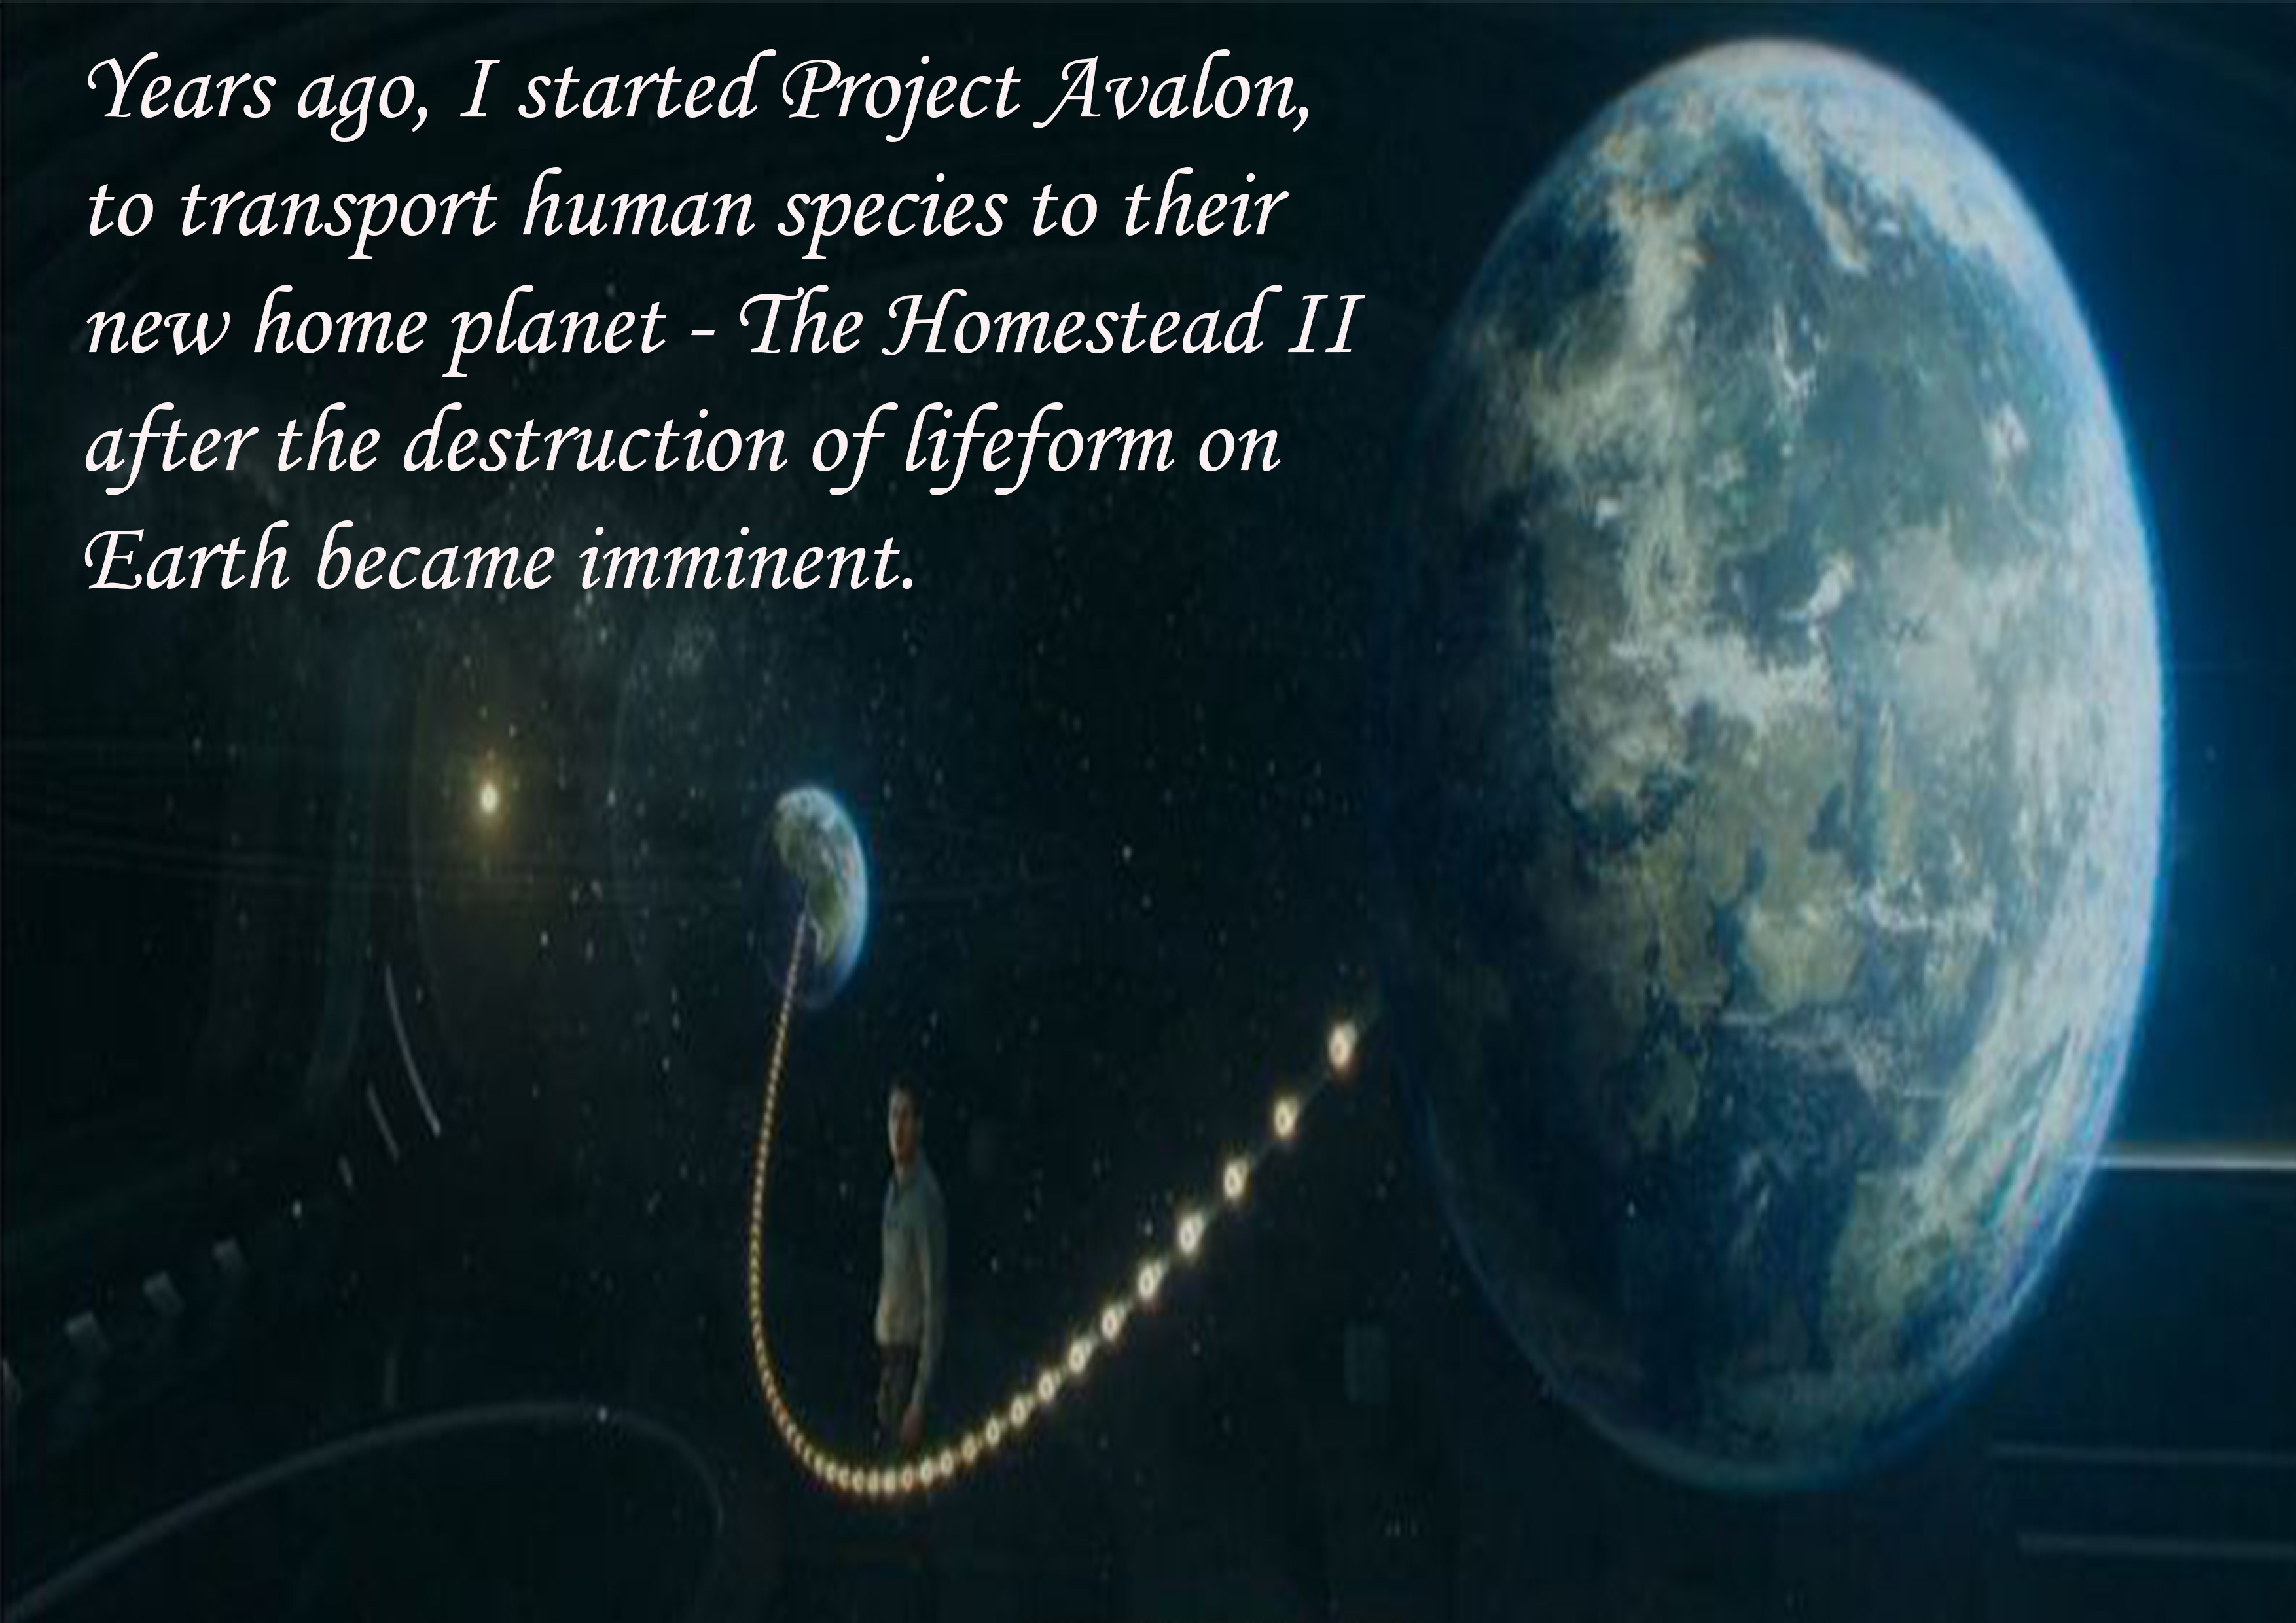 Years ago, I started Project Avalon,
to transport human species to their
new home planet - The Homestead II
after the destruction of lifeform on
Earth became imminent.